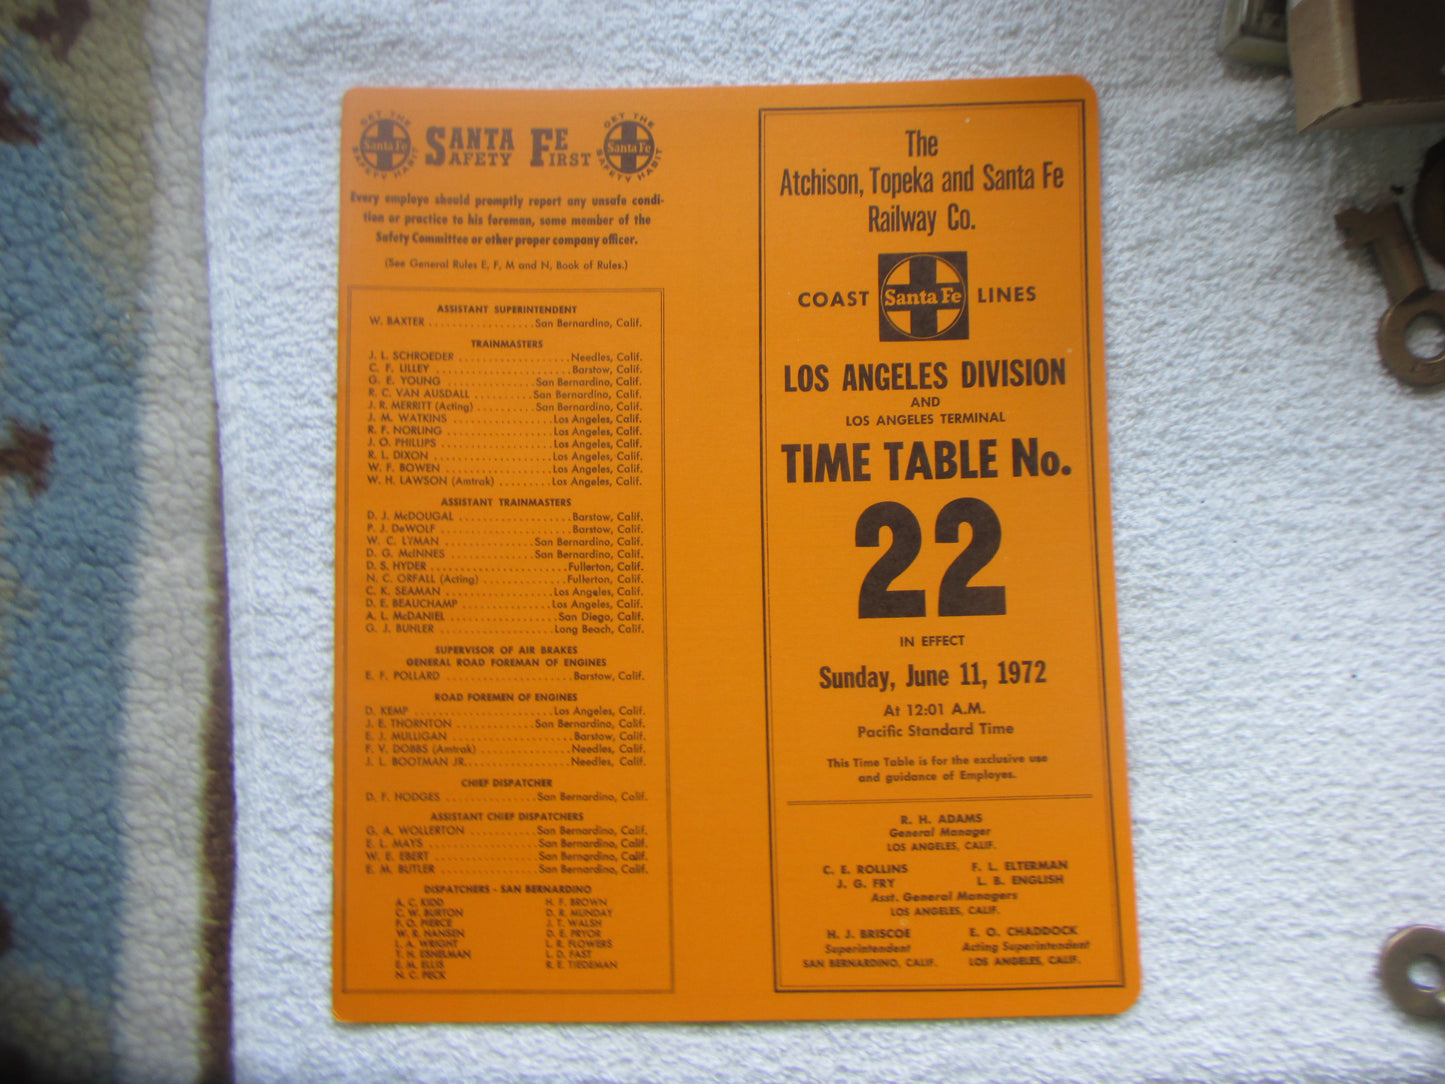 GET THE SAFETY HABIT
Santa Fe
SANTA FE
SAFETY FIRST
GET THE SAFETY HABIT
Santa Fe
Every employe should promptly report any unsafe condi-
tion or practice to his foreman, some member of the
Safety Committee or other proper company officer.
(See General Rules E, F, M and N, Book of Rules.)
ASSISTANT SUPERINTENDENT
W. BAXTER ..................San Bernardino, Calif.
TRAINMASTERS
J. L. SCHROEDER ...................Needles, Calif.
C. F. LILLEY .......................Barstow, Calif.
G. E. YOUNG ................San Bernardino, Calif.
R. C. VAN AUSDALL ..........San Bernardino, Calif.
J. R. MERRITT (Acting) ..........San Bernardino, Calif.
J. M. WATKINS ..................Los Angeles, Calif.
R. F. NORLING ...................Los Angeles, Calif.
J. O. PHILLIPS ...................Los Angeles, Calif.
R. L. DIXON .....................Los Angeles, Calif.
W. F. BOWEN ..................Los Angeles, Calif.
W. H. LAWSON (Amtrak) .........Los Angeles, Calif.
ASSISTANT TRAINMASTERS
D. J. McDOUGAL ....................Barstow, Calif.
P. J. DeWOLF .......................Barstow, Calif.
W. C. LYMAN ................San Bernardino, Calif.
D. G. McINNES ...............San Bernardino, Calif.
D. S. HYDER ........................Fullerton, Calif.
N. C. ORFALL (Acting) ...............Fullerton, Calif.
C. K. SEAMAN ...................Los Angeles, Calif.
D. E. BEAUCHAMP ................Los Angeles, Calif.
A. L. McDANIEL ...................San Diego, Calif.
G. J. BUHLER ....................Long Beach, Calif.
SUPERVISOR OF AIR BRAKES
GENERAL ROAD FOREMAN OF ENGINES
E. F. POLLARD .......................Barstow, Calif.
ROAD FOREMEN OF ENGINES
D. KEMP ........................Los Angeles, Calif.
J. E. THORNTON .............San Bernardino, Calif.
E. J. MULLIGAN .....................Barstow, Calif.
F. V. DOBBS (Amtrak) ................Needles, Calif.
J. L. BOOTMAN JR. ..................Needles, Calif.
CHIEF DISPATCHER
D. F. HODGES ...............San Bernardino, Calif.
ASSISTANT CHIEF DISPATCHERS
G. A. WOLLERTON ............San Bernardino, Calif.
E. L. MAYS ....................San Bernardino, Calif.
W. E. EBERT ...................San Bernardino, Calif.
E. M. BUTLER ..................San Bernardino, Calif.
DISPATCHERS - SAN BERNARDINO
A. C. KIDD H. F. BROWN
C. W. BURTON D. R. MUNDAY
F. O. PIERCE J. T. WALSH
W. R. HANSEN D. E. PRYOR
L. A. WRIGHT L. R. FLOWERS
T. H. ESHELMAN L. D. FAST
E. M. ELLIS R. E. TIEDEMAN
N. C. PECK
The
Atchison, Topeka and Santa Fe
Railway Co.
COAST Santa Fe LINES
LOS ANGELES DIVISION
AND
LOS ANGELES TERMINAL
TIME TABLE No.
22
IN EFFECT
Sunday, June 11, 1972
At 12:01 A.M.
Pacific Standard Time
This Time Table is for the exclusive use
and guidance of Employes.
R. H. ADAMS
General Manager
LOS ANGELES, CALIF.
C. E. ROLLINS F. L. ELTERMAN
J. G. FRY L. B. ENGLISH
Asst. General Managers
LOS ANGELES, CALIF.
H. J. BRISCOE E. O. CHADDOCK
Superintendent Acting Superintendent
SAN BERNARDINO, CALIF. LOS ANGELES, CALIF.